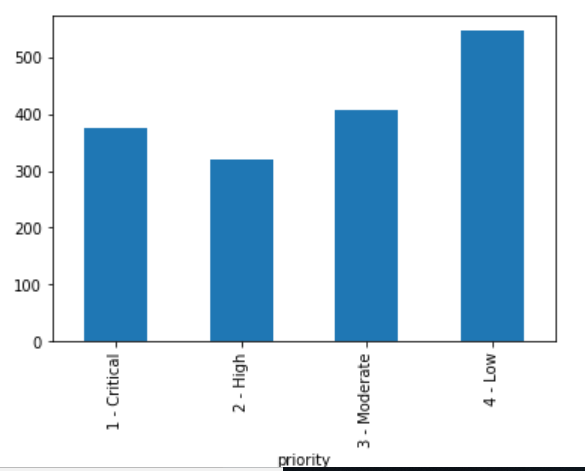 500
400
300
200
100
0
1 - Critical
2 - High
3 - Moderate
4 - Low
priority